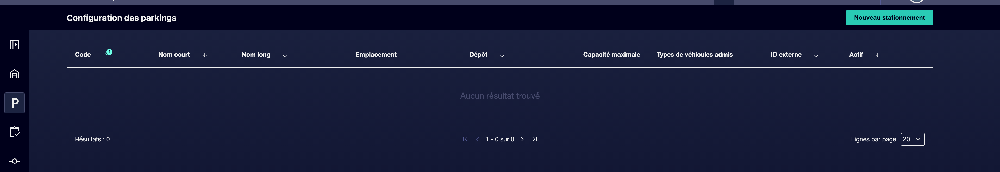 Configuration des parkings
Nouveau stationnement
Code 1 Nom court Nom long Emplacement Dépôt Capacité maximale Types de véhicules admis ID externe Actif
P
Aucun résultat trouvé
Résultats : 0 1 - 0 sur 0 Lignes par page 20